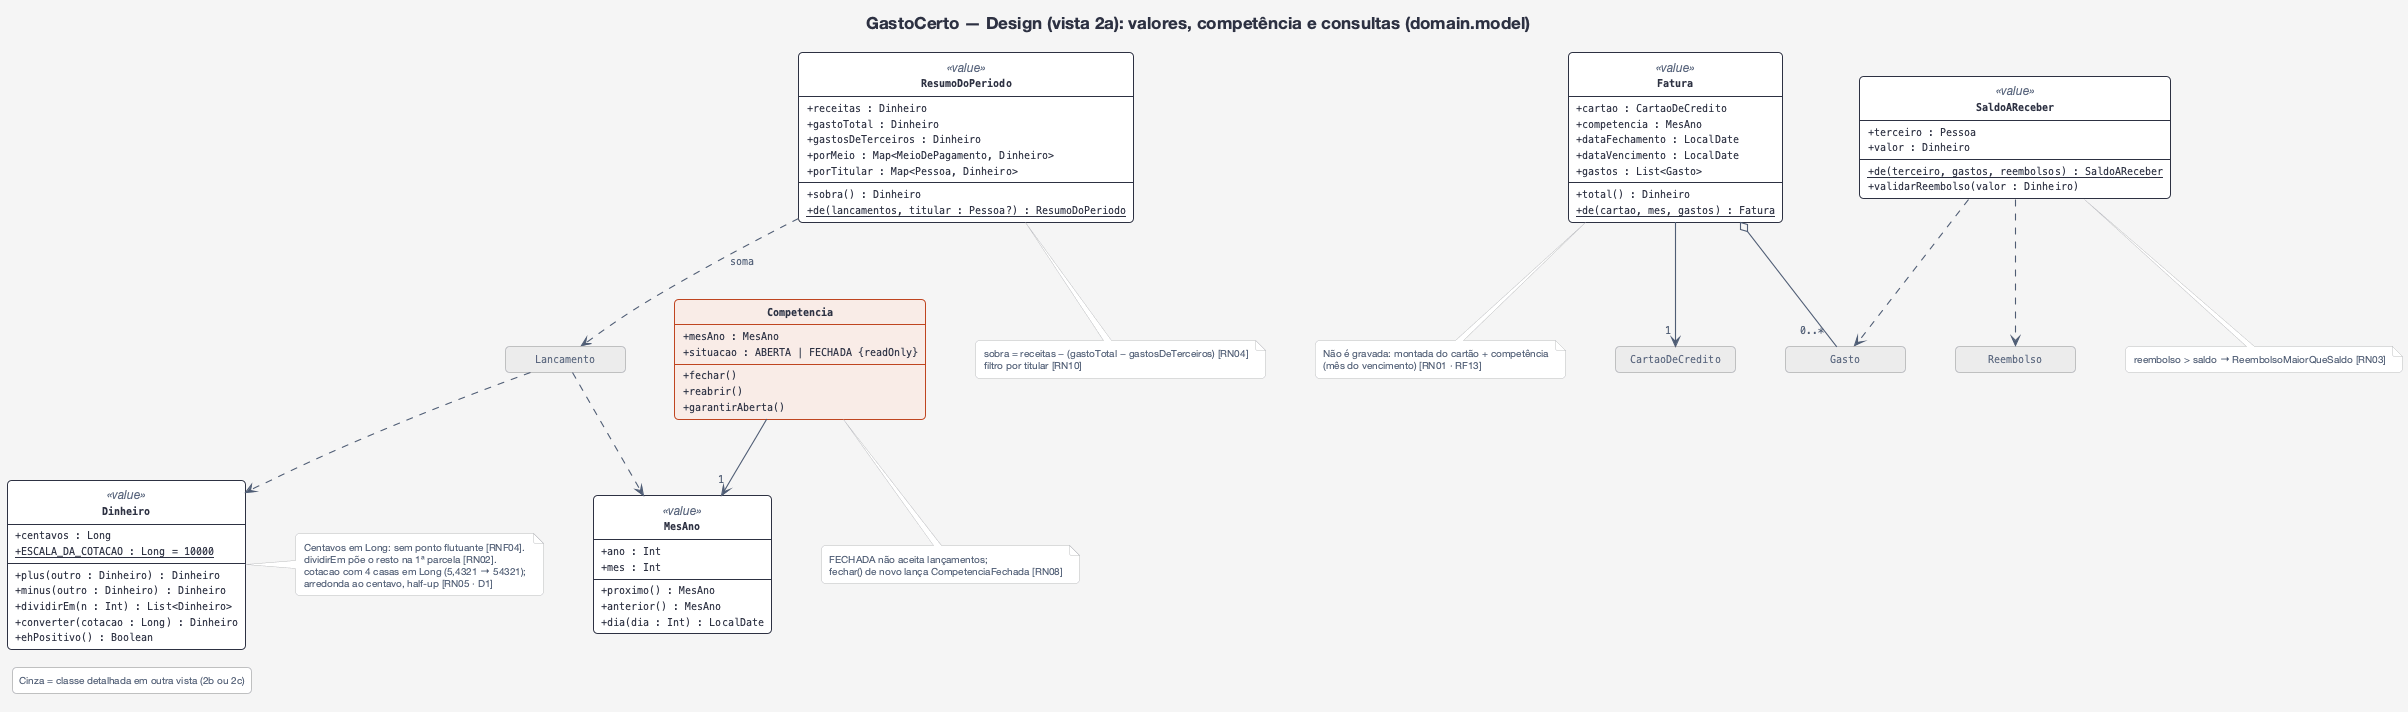 GastoCerto — Design (vista 2a): valores, competência e consultas (domain.model)
«value»
ResumoDoPeriodo
+receitas : Dinheiro
+gastoTotal : Dinheiro
+gastosDeTerceiros : Dinheiro
+porMeio : Map<MeioDePagamento, Dinheiro>
+porTitular : Map<Pessoa, Dinheiro>
+sobra() : Dinheiro
+de(lancamentos, titular : Pessoa?) : ResumoDoPeriodo
«value»
Fatura
+cartao : CartaoDeCredito
+competencia : MesAno
+dataFechamento : LocalDate
+dataVencimento : LocalDate
+gastos : List<Gasto>
+total() : Dinheiro
+de(cartao, mes, gastos) : Fatura
«value»
SaldoAReceber
+terceiro : Pessoa
+valor : Dinheiro
+de(terceiro, gastos, reembolsos) : SaldoAReceber
+validarReembolso(valor : Dinheiro)
soma
Competencia
+mesAno : MesAno
+situacao : ABERTA | FECHADA {readOnly}
+fechar()
+reabrir()
+garantirAberta()
Lancamento
sobra = receitas – (gastoTotal – gastosDeTerceiros) [RN04]
filtro por titular [RN10]
Não é gravada: montada do cartão + competência
(mês do vencimento) [RN01 · RF13]
1
CartaoDeCredito
0..*
Gasto
Reembolso
reembolso > saldo → ReembolsoMaiorQueSaldo [RN03]
«value»
Dinheiro
+centavos : Long
+ESCALA_DA_COTACAO : Long = 10000
+plus(outro : Dinheiro) : Dinheiro
+minus(outro : Dinheiro) : Dinheiro
+dividirEm(n : Int) : List<Dinheiro>
+converter(cotacao : Long) : Dinheiro
+ehPositivo() : Boolean
Centavos em Long: sem ponto flutuante [RNF04].
dividirEm põe o resto na 1ª parcela [RN02].
cotacao com 4 casas em Long (5,4321 → 54321);
arredonda ao centavo, half-up [RN05 · D1]
1
«value»
MesAno
+ano : Int
+mes : Int
+proximo() : MesAno
+anterior() : MesAno
+dia(dia : Int) : LocalDate
FECHADA não aceita lançamentos;
fechar() de novo lança CompetenciaFechada [RN08]
Cinza = classe detalhada em outra vista (2b ou 2c)